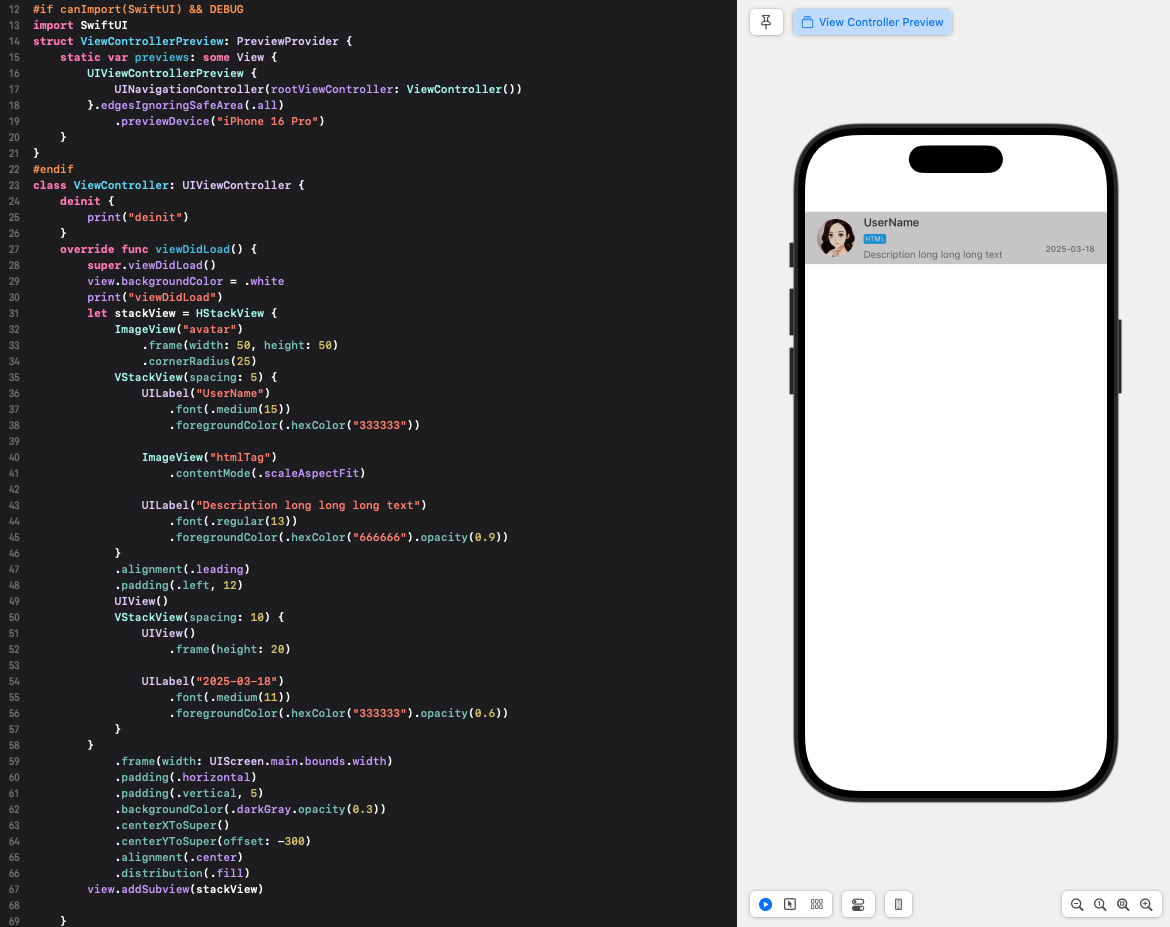 12 #if canImport(SwiftUI) && DEBUG
13 import SwiftUI
14 struct ViewControllerPreview: PreviewProvider {
15     static var previews: some View {
16         UIViewControllerPreview {
17             UINavigationController(rootViewController: ViewController())
18         }.edgesIgnoringSafeArea(.all)
19             .previewDevice("iPhone 16 Pro")
20     }
21 }
22 #endif
23 class ViewController: UIViewController {
24     deinit {
25         print("deinit")
26     }
27     override func viewDidLoad() {
28         super.viewDidLoad()
29         view.backgroundColor = .white
30         print("viewDidLoad")
31         let stackView = HStackView {
32             ImageView("avatar")
33                 .frame(width: 50, height: 50)
34                 .cornerRadius(25)
35             VStackView(spacing: 5) {
36                 UILabel("UserName")
37                     .font(.medium(15))
38                     .foregroundColor(.hexColor("333333"))
39
40                 ImageView("htmlTag")
41                     .contentMode(.scaleAspectFit)
42
43                 UILabel("Description long long long text")
44                     .font(.regular(13))
45                     .foregroundColor(.hexColor("666666").opacity(0.9))
46             }
47             .alignment(.leading)
48             .padding(.left, 12)
49             UIView()
50             VStackView(spacing: 10) {
51                 UIView()
52                     .frame(height: 20)
53
54                 UILabel("2025-03-18")
55                     .font(.medium(11))
56                     .foregroundColor(.hexColor("333333").opacity(0.6))
57             }
58         }
59             .frame(width: UIScreen.main.bounds.width)
60             .padding(.horizontal)
61             .padding(.vertical, 5)
62             .backgroundColor(.darkGray.opacity(0.3))
63             .centerXToSuper()
64             .centerYToSuper(offset: -300)
65             .alignment(.center)
66             .distribution(.fill)
67         view.addSubview(stackView)
68
69     }
View Controller Preview
UserName
HTML
Description long long long text
2025-03-18